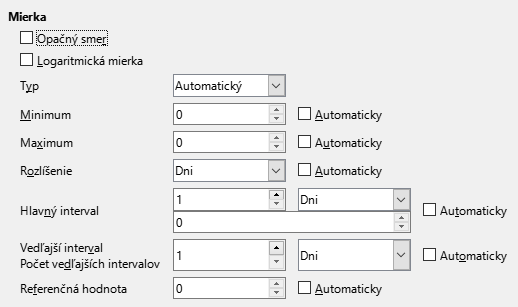 Mierka
Opačný smer
Logaritmická mierka
Typ Automatický
Minimum 0 Automaticky
Maximum 0 Automaticky
Rozlíšenie Dni Automaticky
Hlavný interval 1 Dni Automaticky
0
Vedľajší interval 1 Dni Automaticky
Počet vedľajších intervalov
Referenčná hodnota 0 Automaticky